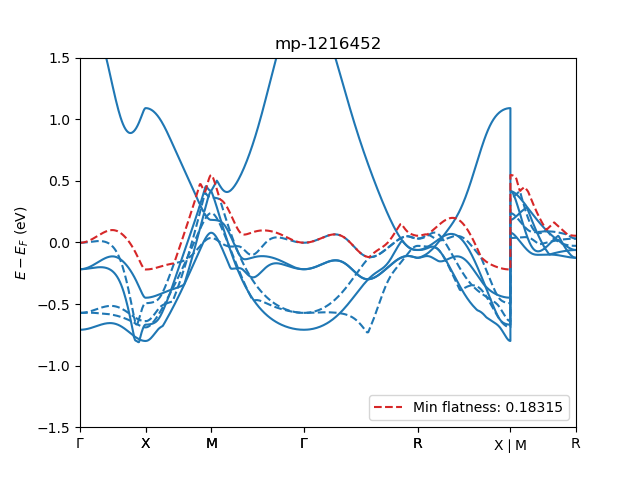 mp-1216452
E − E_F (eV)
1.5
1.0
0.5
0.0
−0.5
−1.0
−1.5
Min flatness: 0.18315
Γ X M Γ R X | M R